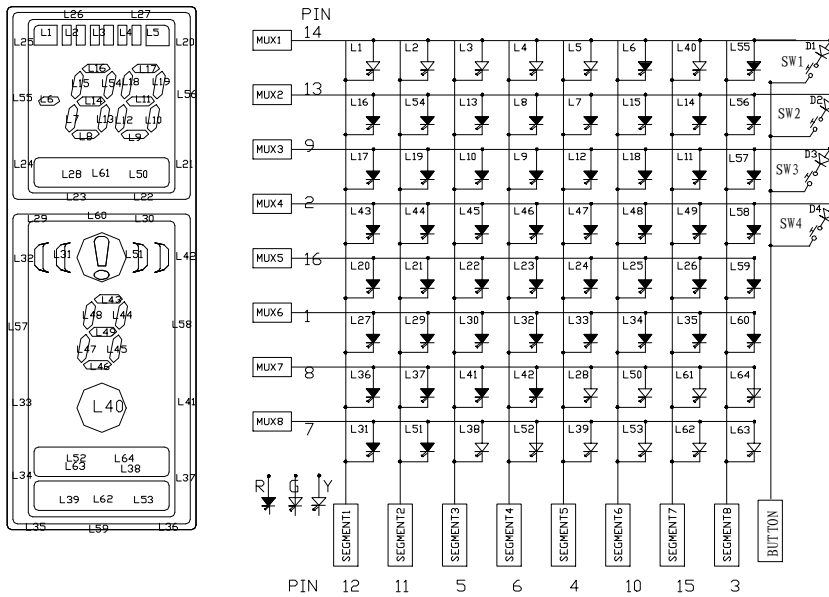 L26 L27
L25 L1 L2 L3 L4 L5 L20
L16 L17
L15 L54 L18 L19
L55 L6 L14 L11 L56
L7 L13 L12 L10
L8 L9
L24 L28 L61 L50 L21
L23 L22
L29 L60 L30
L32 L31 L51 L42
L43
L48 L44
L57 L49 L58
L47 L45
L46
L33 L40 L41
L52 L64
L63 L38
L34 L37
L39 L62 L53
L35 L59 L36
PIN
MUX1 14 L1 L2 L3 L4 L5 L6 L40 L55 D1 SW1
MUX2 13 L16 L54 L13 L8 L7 L15 L14 L56 D2 SW2
MUX3 9 L17 L19 L10 L9 L12 L18 L11 L57 D3 SW3
MUX4 2 L43 L44 L45 L46 L47 L48 L49 L58 D4 SW4
MUX5 16 L20 L21 L22 L23 L24 L25 L26 L59
MUX6 1 L27 L29 L30 L32 L33 L34 L35 L60
MUX7 8 L36 L37 L41 L42 L28 L50 L61 L64
MUX8 7 L31 L51 L38 L52 L39 L53 L62 L63
R G Y
SEGMENT1 SEGMENT2 SEGMENT3 SEGMENT4 SEGMENT5 SEGMENT6 SEGMENT7 SEGMENT8 BUTTON
PIN 12 11 5 6 4 10 15 3